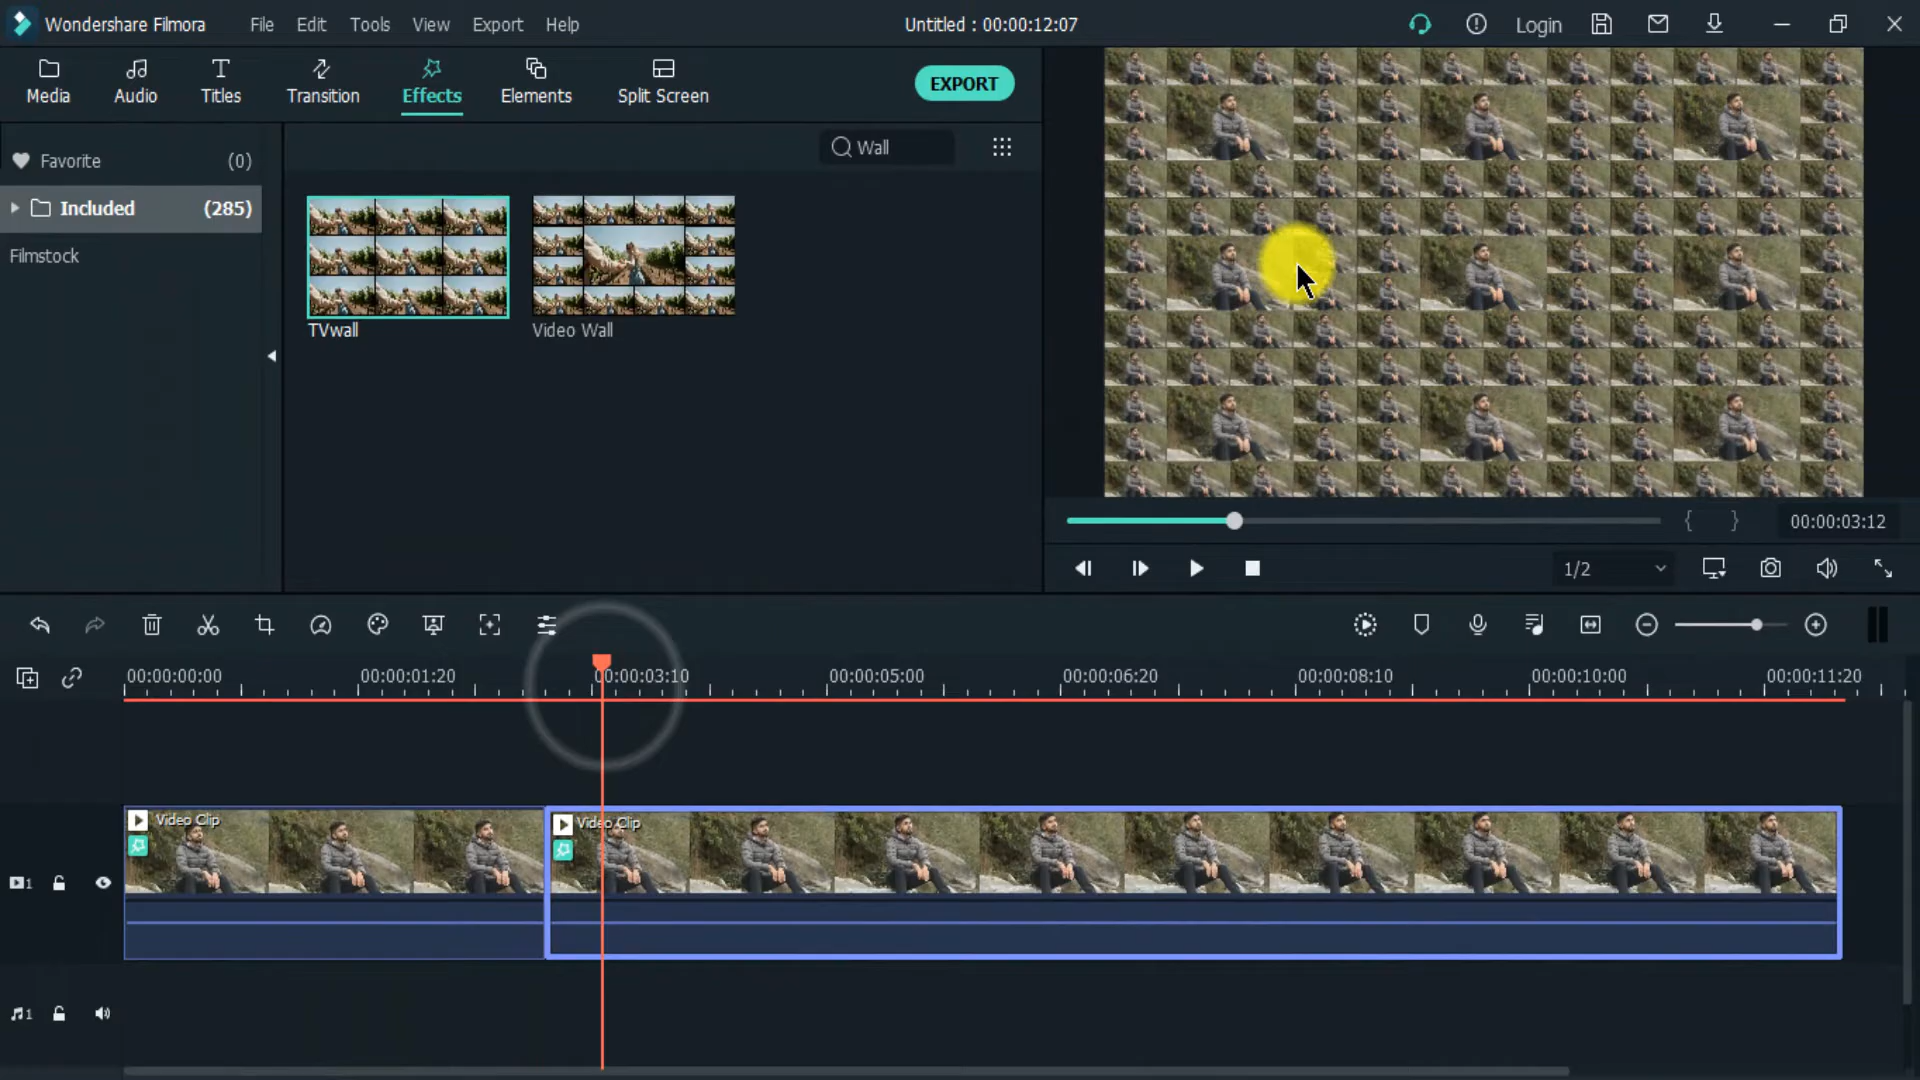 Wondershare Filmora File Edit Tools View Export Help Untitled : 00:00:12:07 Login
Media Audio Titles Transition Effects Elements Split Screen EXPORT
Favorite (0)
Wall
Included (285)
Filmstock
TVwall Video Wall
{ } 00:00:03:12
1/2
00:00:00:00 00:00:01:20 00:00:03:10 00:00:05:00 00:00:06:20 00:00:08:10 00:00:10:00 00:00:11:20
Video Clip Video Clip
1
1